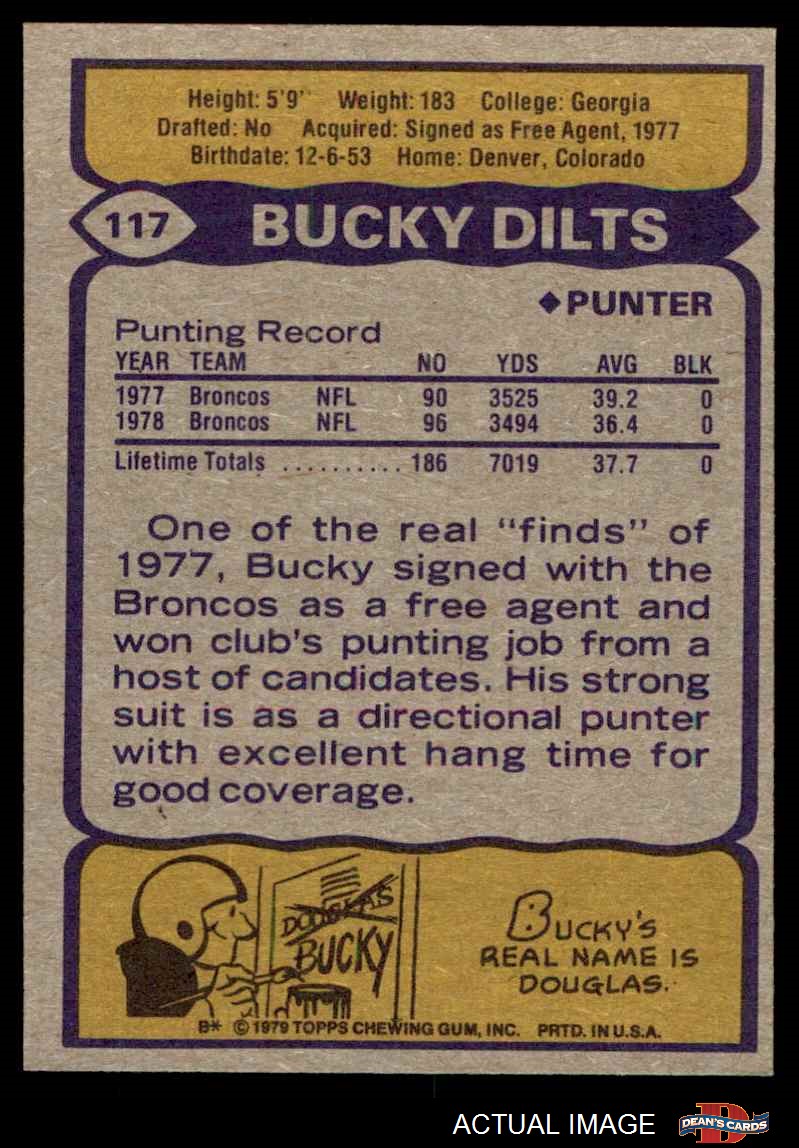 Height: 5'9" Weight: 183 College: Georgia
Drafted: No Acquired: Signed as Free Agent, 1977
Birthdate: 12-6-53 Home: Denver, Colorado
117 BUCKY DILTS
◆PUNTER
Punting Record
YEAR TEAM NO YDS AVG BLK
1977 Broncos NFL 90 3525 39.2 0
1978 Broncos NFL 96 3494 36.4 0
Lifetime Totals .......... 186 7019 37.7 0
One of the real "finds" of
1977, Bucky signed with the
Broncos as a free agent and
won club's punting job from a
host of candidates. His strong
suit is as a directional punter
with excellent hang time for
good coverage.
DOUGLAS
BUCKY
BUCKY'S
REAL NAME IS
DOUGLAS.
B* © 1979 TOPPS CHEWING GUM, INC. PRTD. IN U.S.A.
ACTUAL IMAGE
D
DEAN'S CARDS